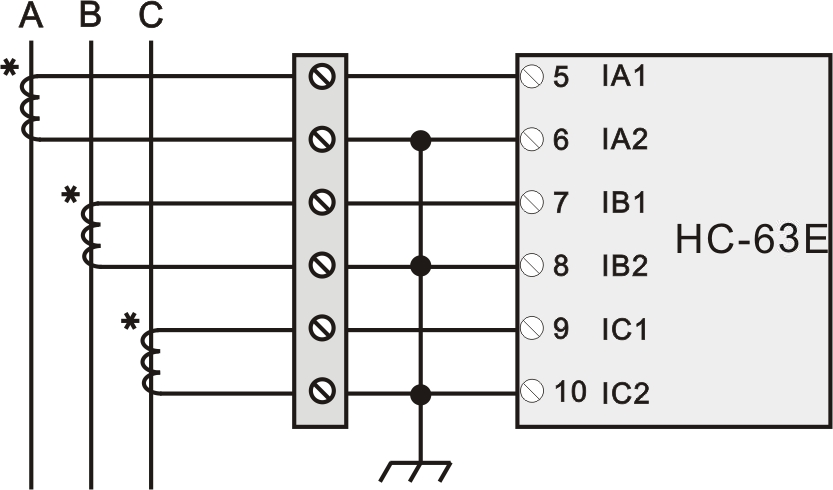 A B C
*
5 IA1
6 IA2
*
7 IB1
HC-63E
8 IB2
*
9 IC1
10 IC2